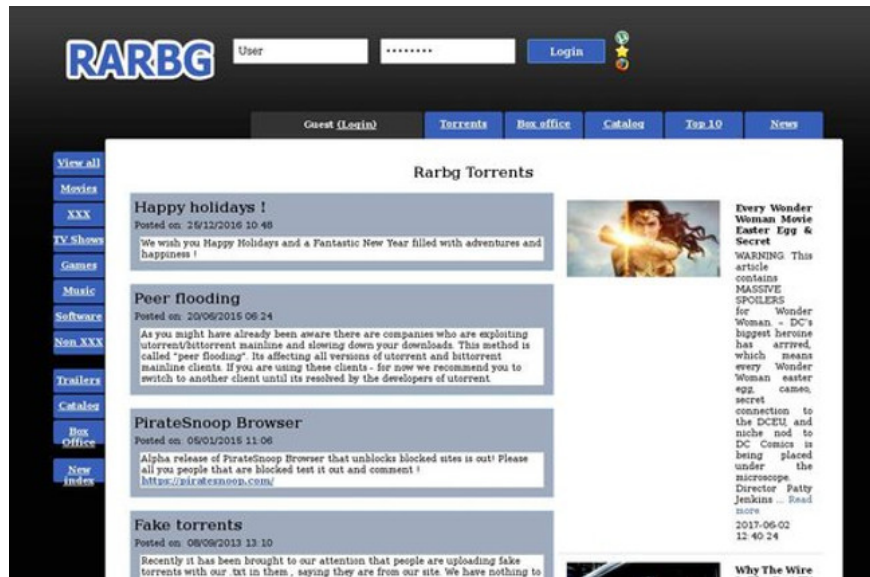 RARBG
User
••••••••
Login
Guest (Login)
Torrents
Box office
Catalog
Top 10
News
View all
Movies
XXX
TV Shows
Games
Music
Software
Non XXX
Trailers
Catalog
Box
Office
New
index
Rarbg Torrents
Happy holidays !
Posted on: 25/12/2016 10:48
We wish you Happy Holidays and a Fantastic New Year filled with adventures and
happiness !
Peer flooding
Posted on: 20/06/2015 06:24
As you might have already been aware there are companies who are exploiting
utorrent/bittorrent mainline and slowing down your downloads. This method is
called "peer flooding". Its affecting all versions of utorrent and bittorrent
mainline clients. If you are using these clients - for now we recommend you to
switch to another client until its resolved by the developers of utorrent
PirateSnoop Browser
Posted on: 05/01/2015 11:06
Alpha release of PirateSnoop Browser that unblocks blocked sites is out! Please
all you people that are blocked test it out and comment !
https://piratesnoop.com/
Fake torrents
Posted on: 08/09/2013 13:10
Recently it has been brought to our attention that people are uploading fake
torrents with our .txt in them , saying they are from our site. We have nothing to
Every Wonder
Woman Movie
Easter Egg &
Secret
WARNING: This
article
contains
MASSIVE
SPOILERS
for Wonder
Woman. – DC's
biggest heroine
has arrived,
which means
every Wonder
Woman easter
egg, cameo,
secret
connection to
the DCEU, and
niche nod to
DC Comics is
being placed
under the
microscope.
Director Patty
Jenkins ... Read
more
2017-06-02
12:40:24
Why The Wire